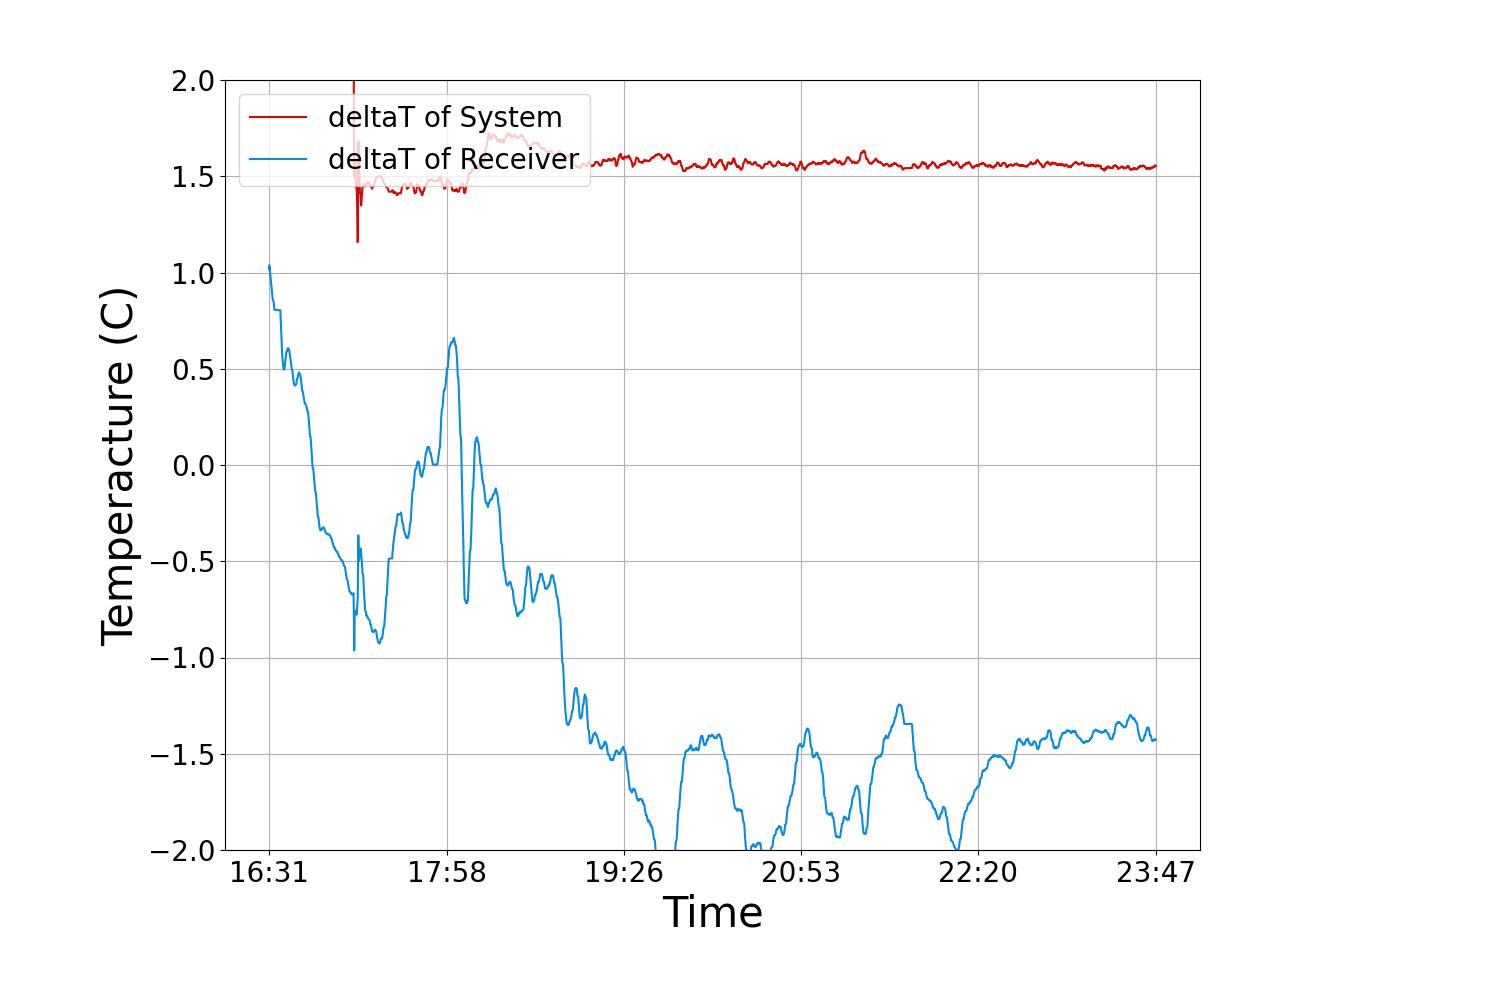 deltaT of System
deltaT of Receiver
2.0
1.5
1.0
0.5
0.0
−0.5
−1.0
−1.5
−2.0
Temperacture (C)
16:31 17:58 19:26 20:53 22:20 23:47
Time